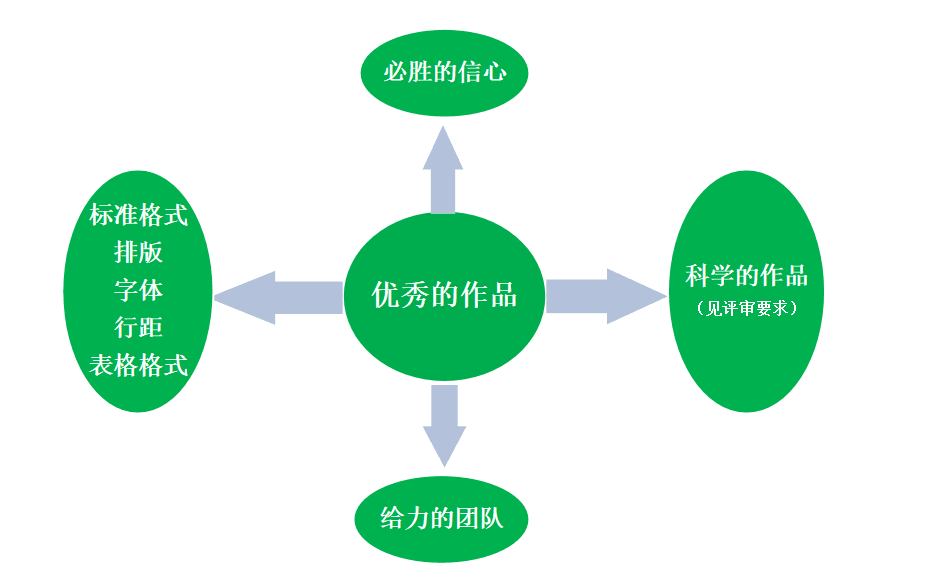 必胜的信心
标准格式
排版
字体
行距
表格格式
优秀的作品
科学的作品
（见评审要求）
给力的团队